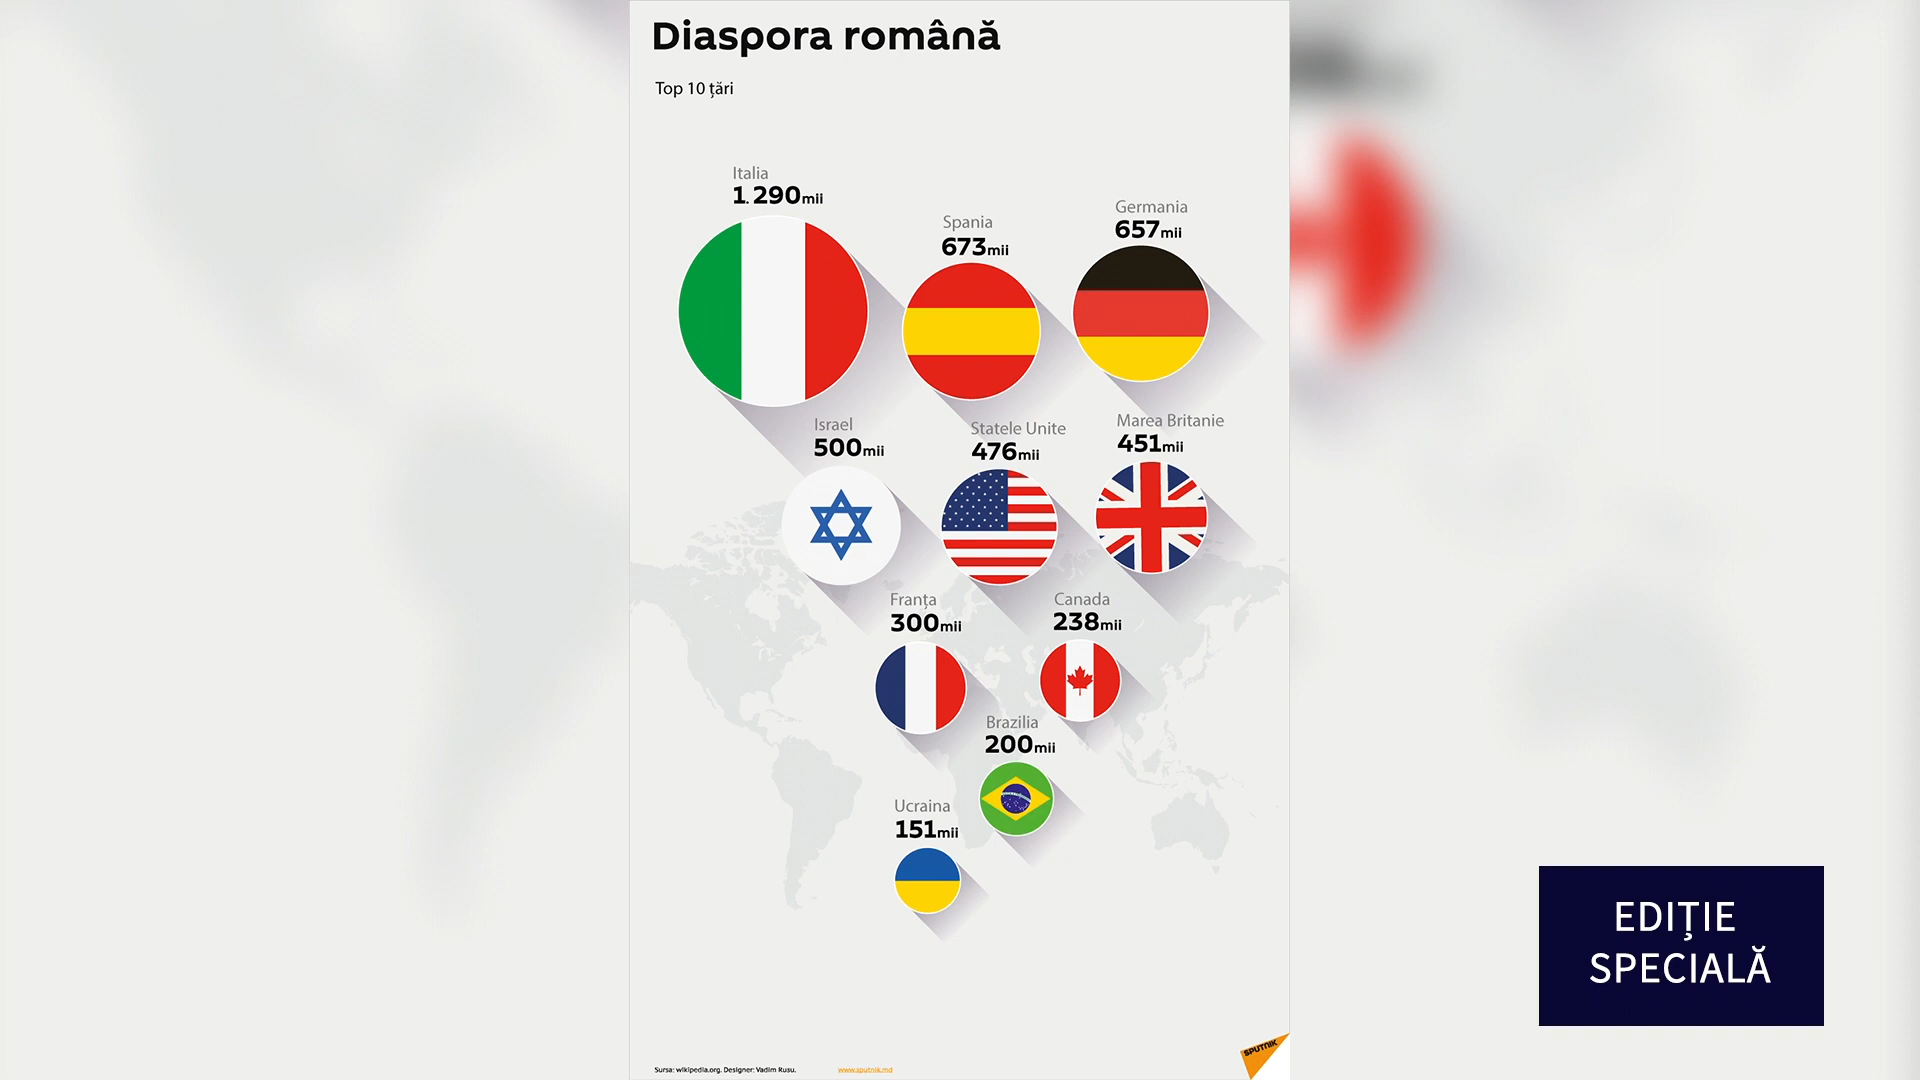 Diaspora română
Top 10 țări
Italia
1.290mii
Spania
673mii
Germania
657mii
Israel
500mii
Statele Unite
476mii
Marea Britanie
451mii
Franța
300mii
Canada
238mii
Brazilia
200mii
Ucraina
151mii
EDIȚIE
SPECIALĂ
SPUTNIK
Sursa: wikipedia.org. Designer: Vadim Rusu.
www.sputnik.md